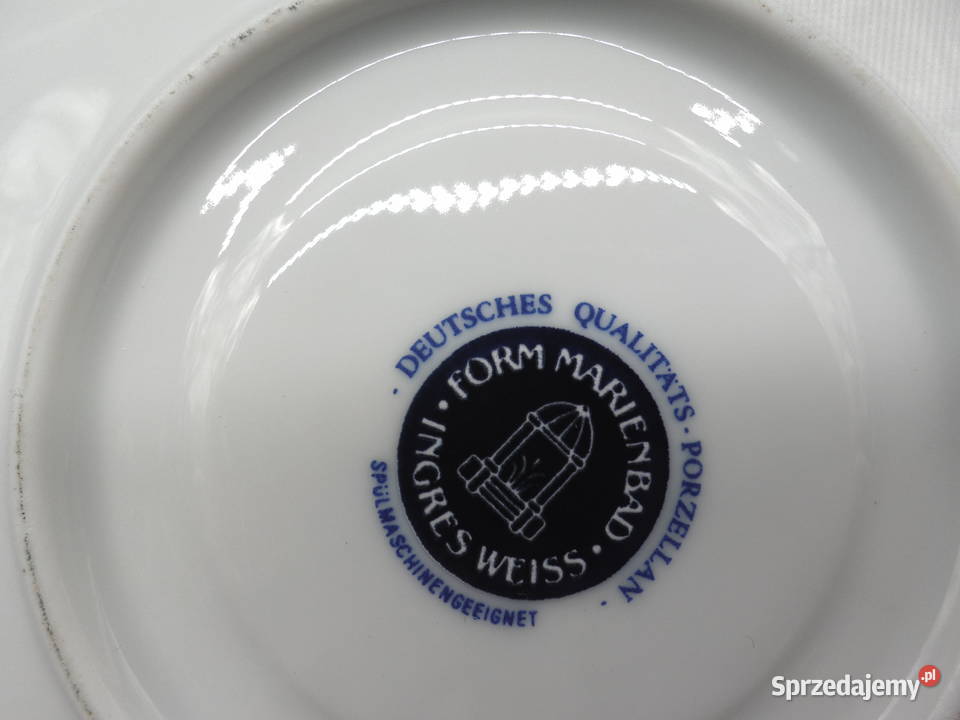 · DEUTSCHES QUALITÄTS-PORZELLAN ·
· FORM MARIENBAD ·
INGRES WEISS
SPÜLMASCHINENGEEIGNET
Sprzedajemy.pl